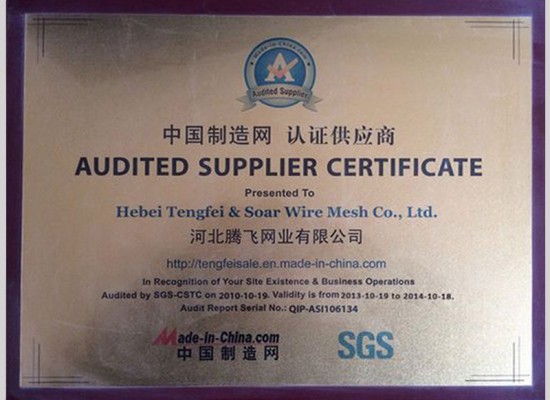 Made-in-China.com
Audited Supplier
中国制造网 认证供应商
AUDITED SUPPLIER CERTIFICATE
Presented To
Hebei Tengfei & Soar Wire Mesh Co., Ltd.
河北腾飞网业有限公司
http://tengfeisale.en.made-in-china.com
In Recognition of Your Site Existence & Business Operations
Audited by SGS-CSTC on 2010-10-19. Validity is from 2013-10-19 to 2014-10-18.
Audit Report Serial No.: QIP-ASI106134
Made-in-China.com
中国制造网
SGS